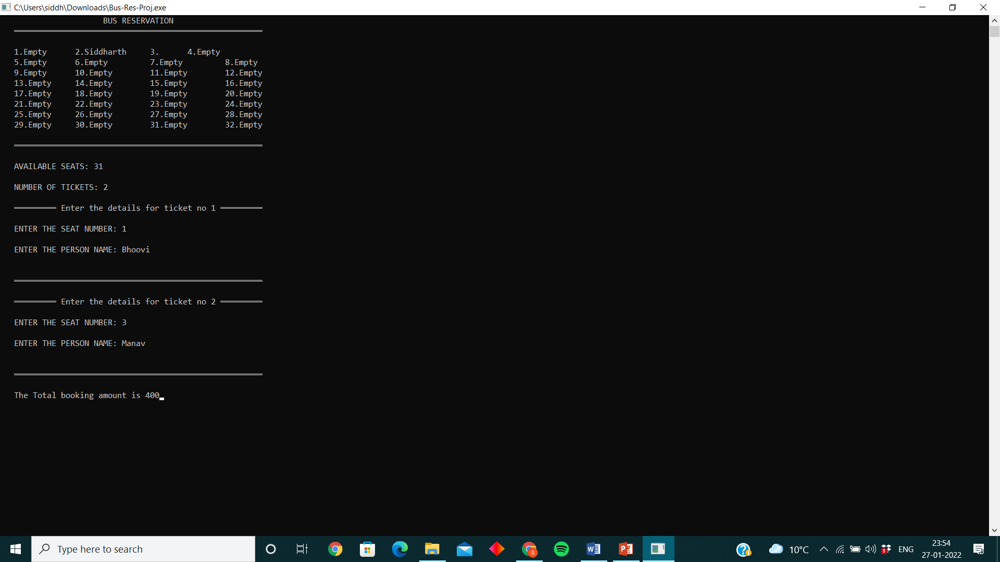 C:\Users\siddh\Downloads\Bus-Res-Proj.exe
BUS RESERVATION
1.Empty 2.Siddharth 3. 4.Empty
5.Empty 6.Empty 7.Empty 8.Empty
9.Empty 10.Empty 11.Empty 12.Empty
13.Empty 14.Empty 15.Empty 16.Empty
17.Empty 18.Empty 19.Empty 20.Empty
21.Empty 22.Empty 23.Empty 24.Empty
25.Empty 26.Empty 27.Empty 28.Empty
29.Empty 30.Empty 31.Empty 32.Empty
AVAILABLE SEATS: 31
NUMBER OF TICKETS: 2
Enter the details for ticket no 1
ENTER THE SEAT NUMBER: 1
ENTER THE PERSON NAME: Bhoovi
Enter the details for ticket no 2
ENTER THE SEAT NUMBER: 3
ENTER THE PERSON NAME: Manav
The Total booking amount is 400
Type here to search
10°C
ENG
23:54
27-01-2022